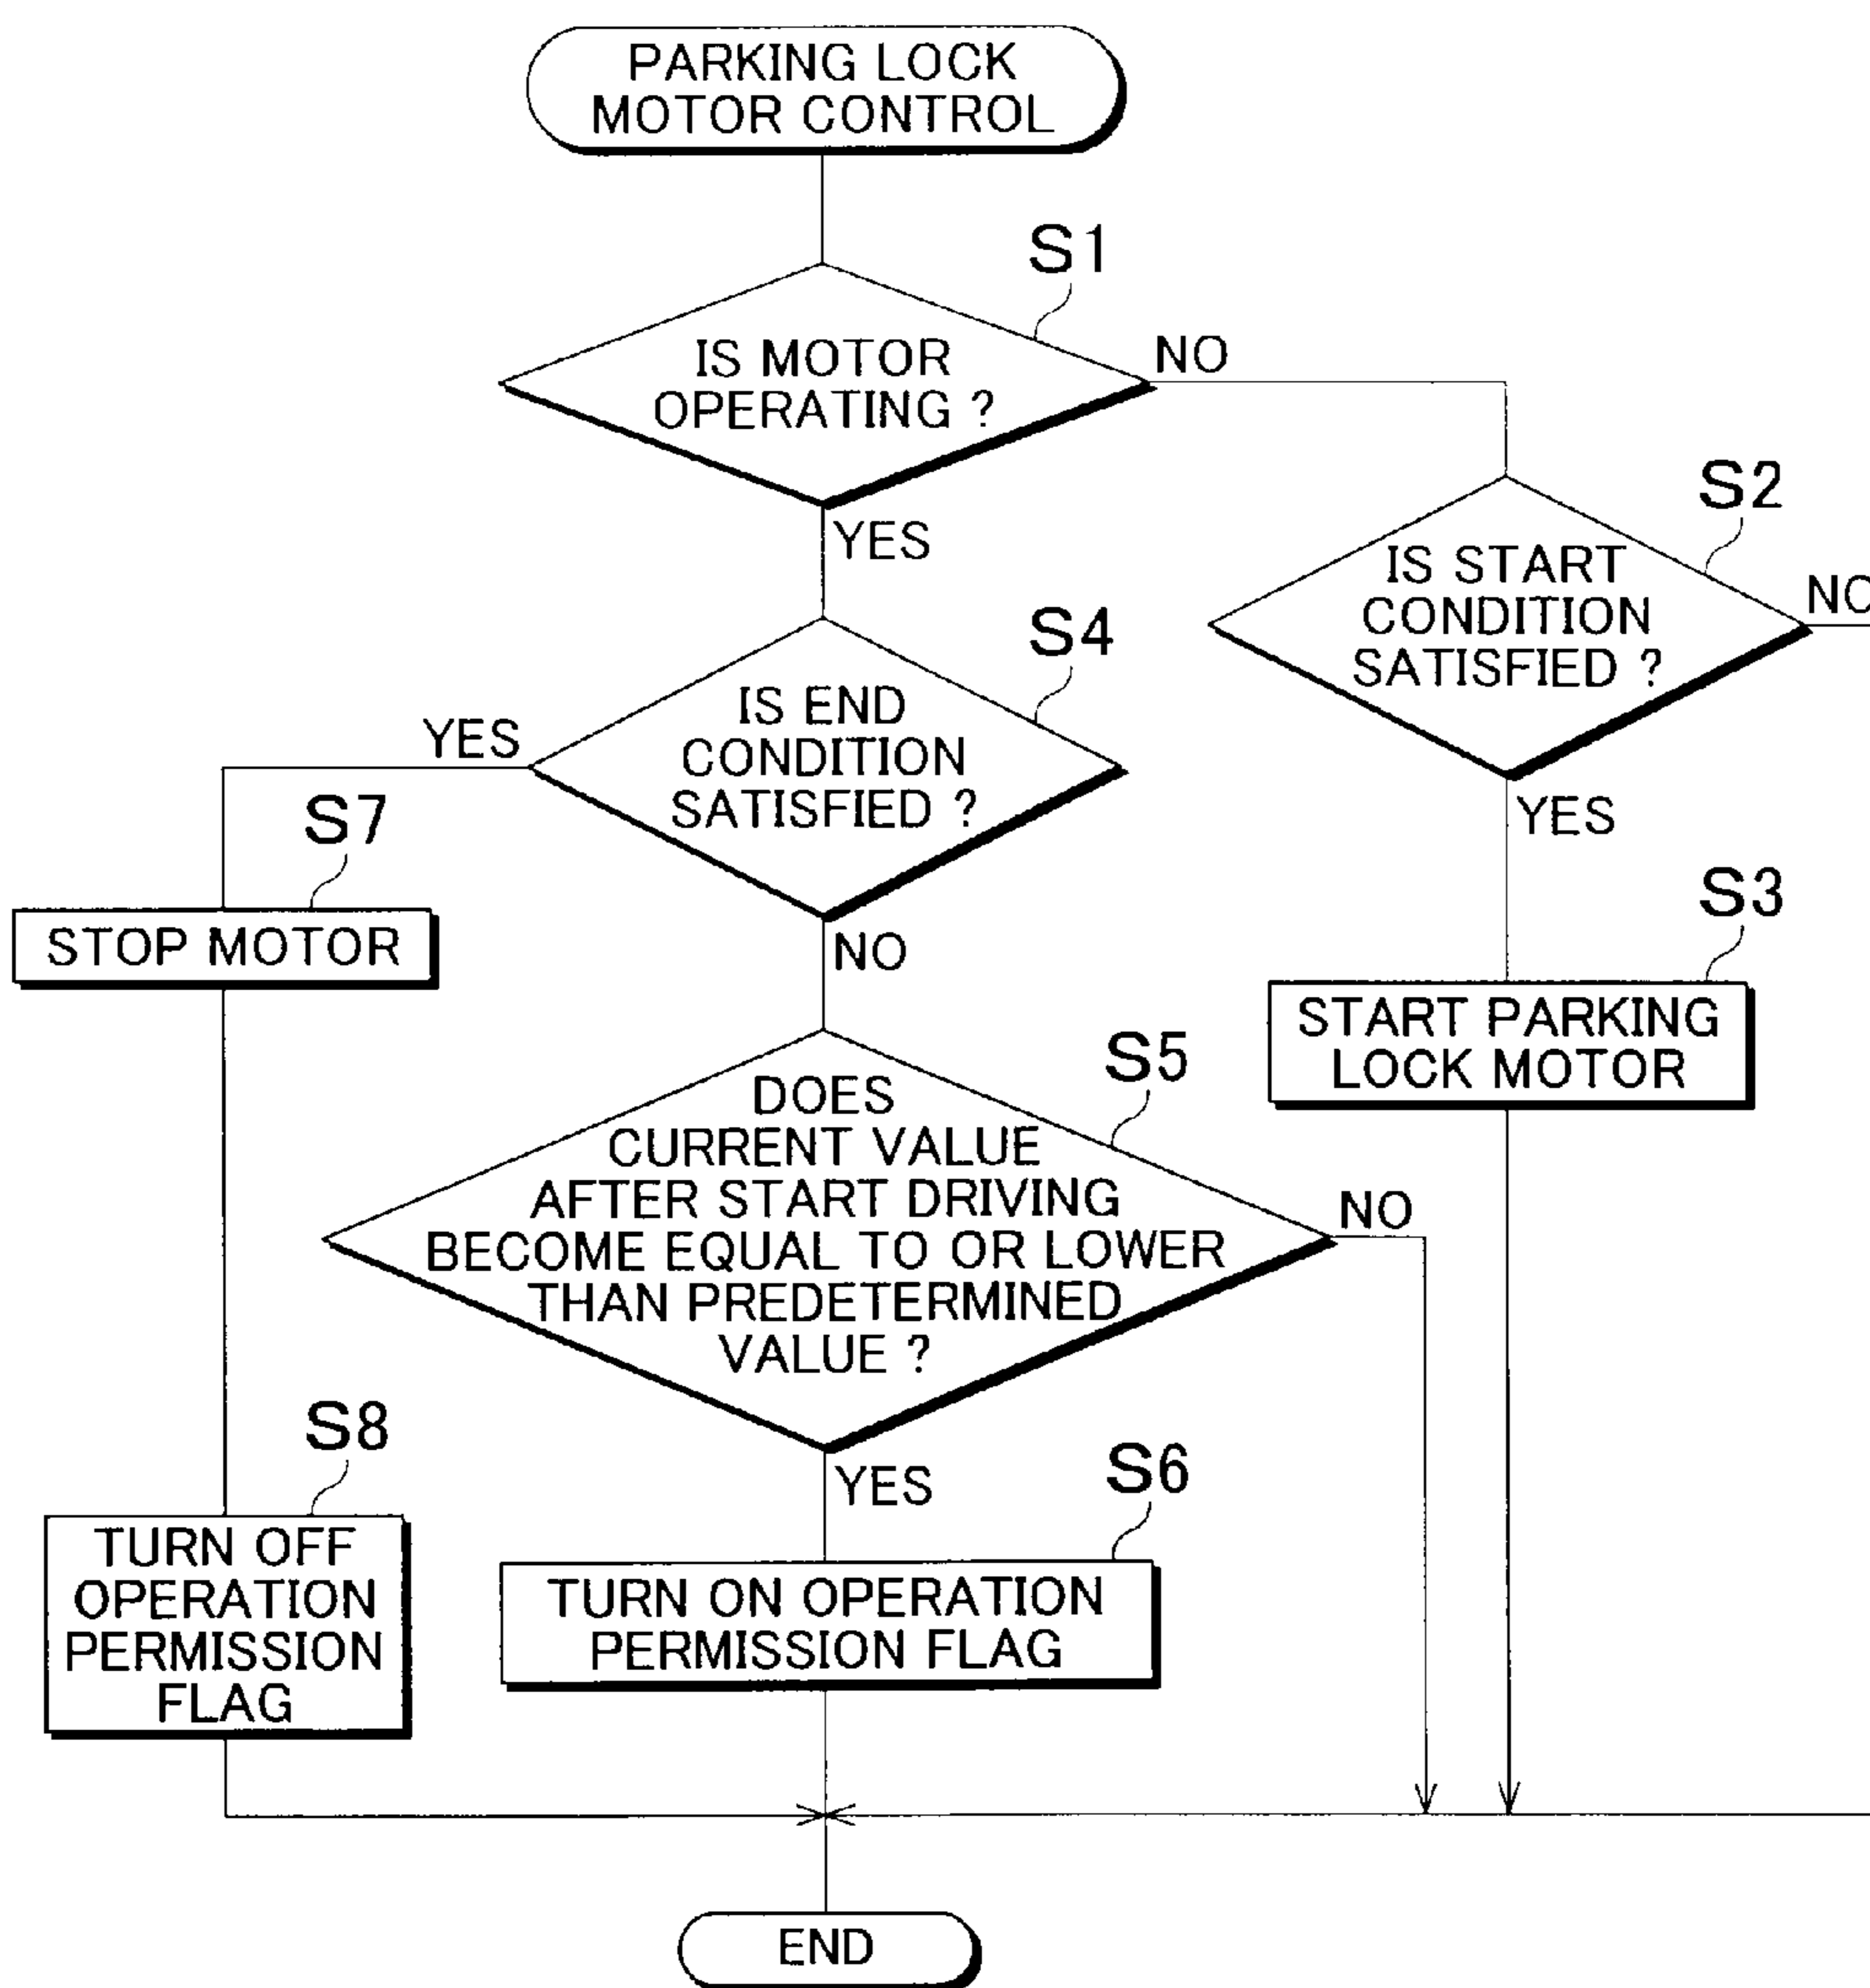 PARKING LOCK
MOTOR CONTROL
S1
IS MOTOR
OPERATING ?
NO
YES
S2
IS START
CONDITION
SATISFIED ?
NO
YES
S4
IS END
CONDITION
SATISFIED ?
YES
NO
S7
STOP MOTOR
S3
START PARKING
LOCK MOTOR
S5
DOES
CURRENT VALUE
AFTER START DRIVING
BECOME EQUAL TO OR LOWER
THAN PREDETERMINED
VALUE ?
NO
YES
S8
TURN OFF
OPERATION
PERMISSION
FLAG
S6
TURN ON OPERATION
PERMISSION FLAG
END